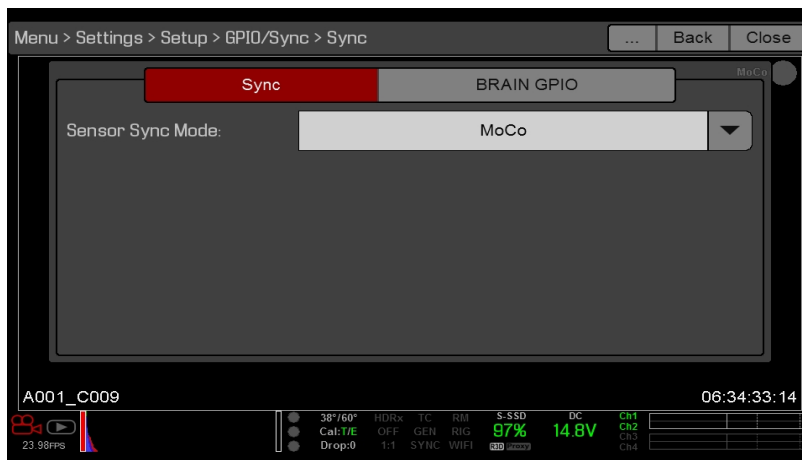 Menu > Settings > Setup > GPIO/Sync > Sync ... Back Close
MoCo
Sync BRAIN GPIO
Sensor Sync Mode: MoCo
A001_C009 06:34:33:14
38°/60° HDRx TC RM S-SSD DC Ch1
Cal:T/E OFF GEN RIG 97% 14.8V Ch2
23.98FPS Drop:0 1:1 SYNC WIFI R3D Proxy Ch3
Ch4